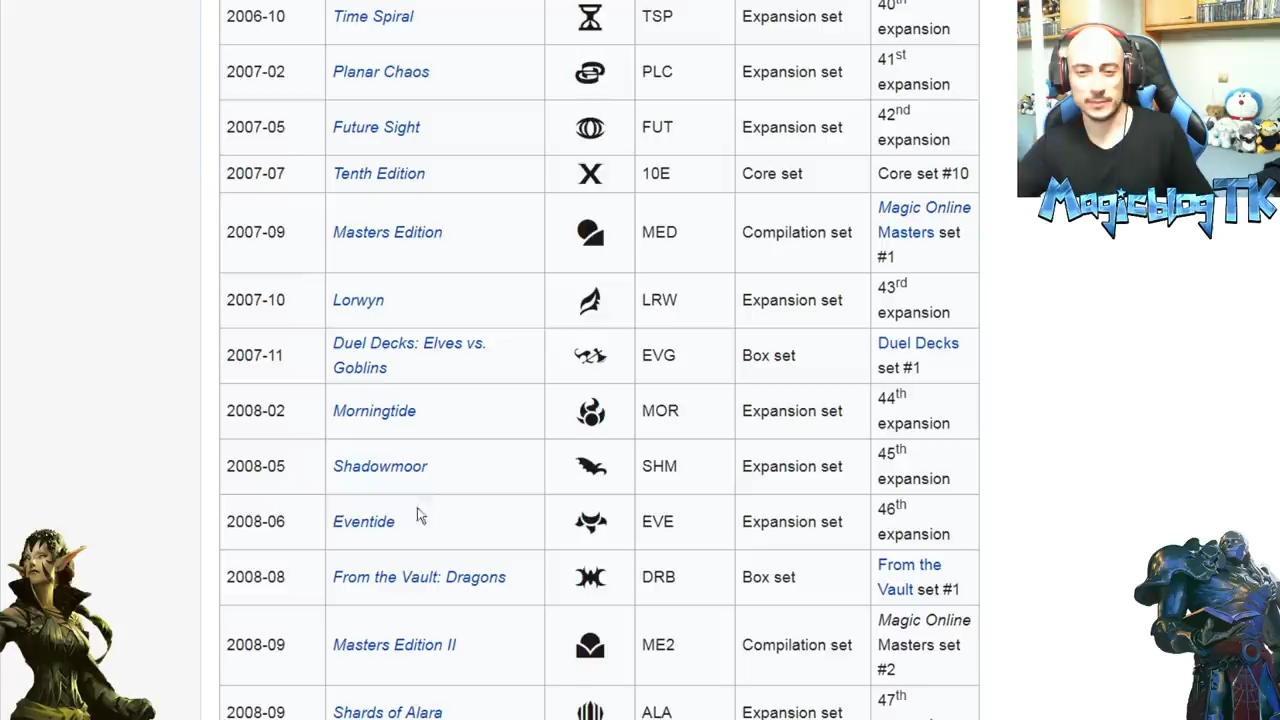 2006-10 Time Spiral TSP Expansion set 40th
expansion
2007-02 Planar Chaos PLC Expansion set 41st
expansion
2007-05 Future Sight FUT Expansion set 42nd
expansion
2007-07 Tenth Edition X 10E Core set Core set #10
2007-09 Masters Edition MED Compilation set Magic Online
Masters set
#1
2007-10 Lorwyn LRW Expansion set 43rd
expansion
2007-11 Duel Decks: Elves vs.
Goblins EVG Box set Duel Decks
set #1
2008-02 Morningtide MOR Expansion set 44th
expansion
2008-05 Shadowmoor SHM Expansion set 45th
expansion
2008-06 Eventide EVE Expansion set 46th
expansion
2008-08 From the Vault: Dragons DRB Box set From the
Vault set #1
2008-09 Masters Edition II ME2 Compilation set Magic Online
Masters set
#2
2008-09 Shards of Alara ALA Expansion set 47th
MagicblogTK